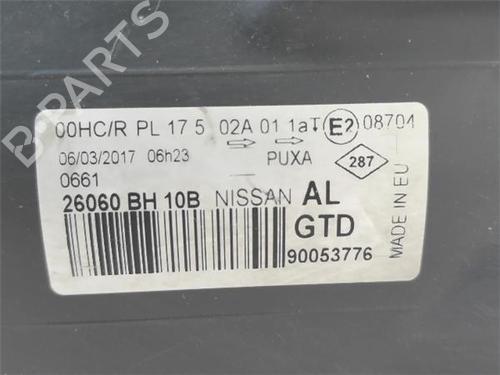 00HC/R PL 17 5 02A 01 1aT E2 08704
06/03/2017 06h23 PUXA 287
0661
26060 BH 10B NISSAN AL
GTD
90053776
MADE IN EU
B-PARTS